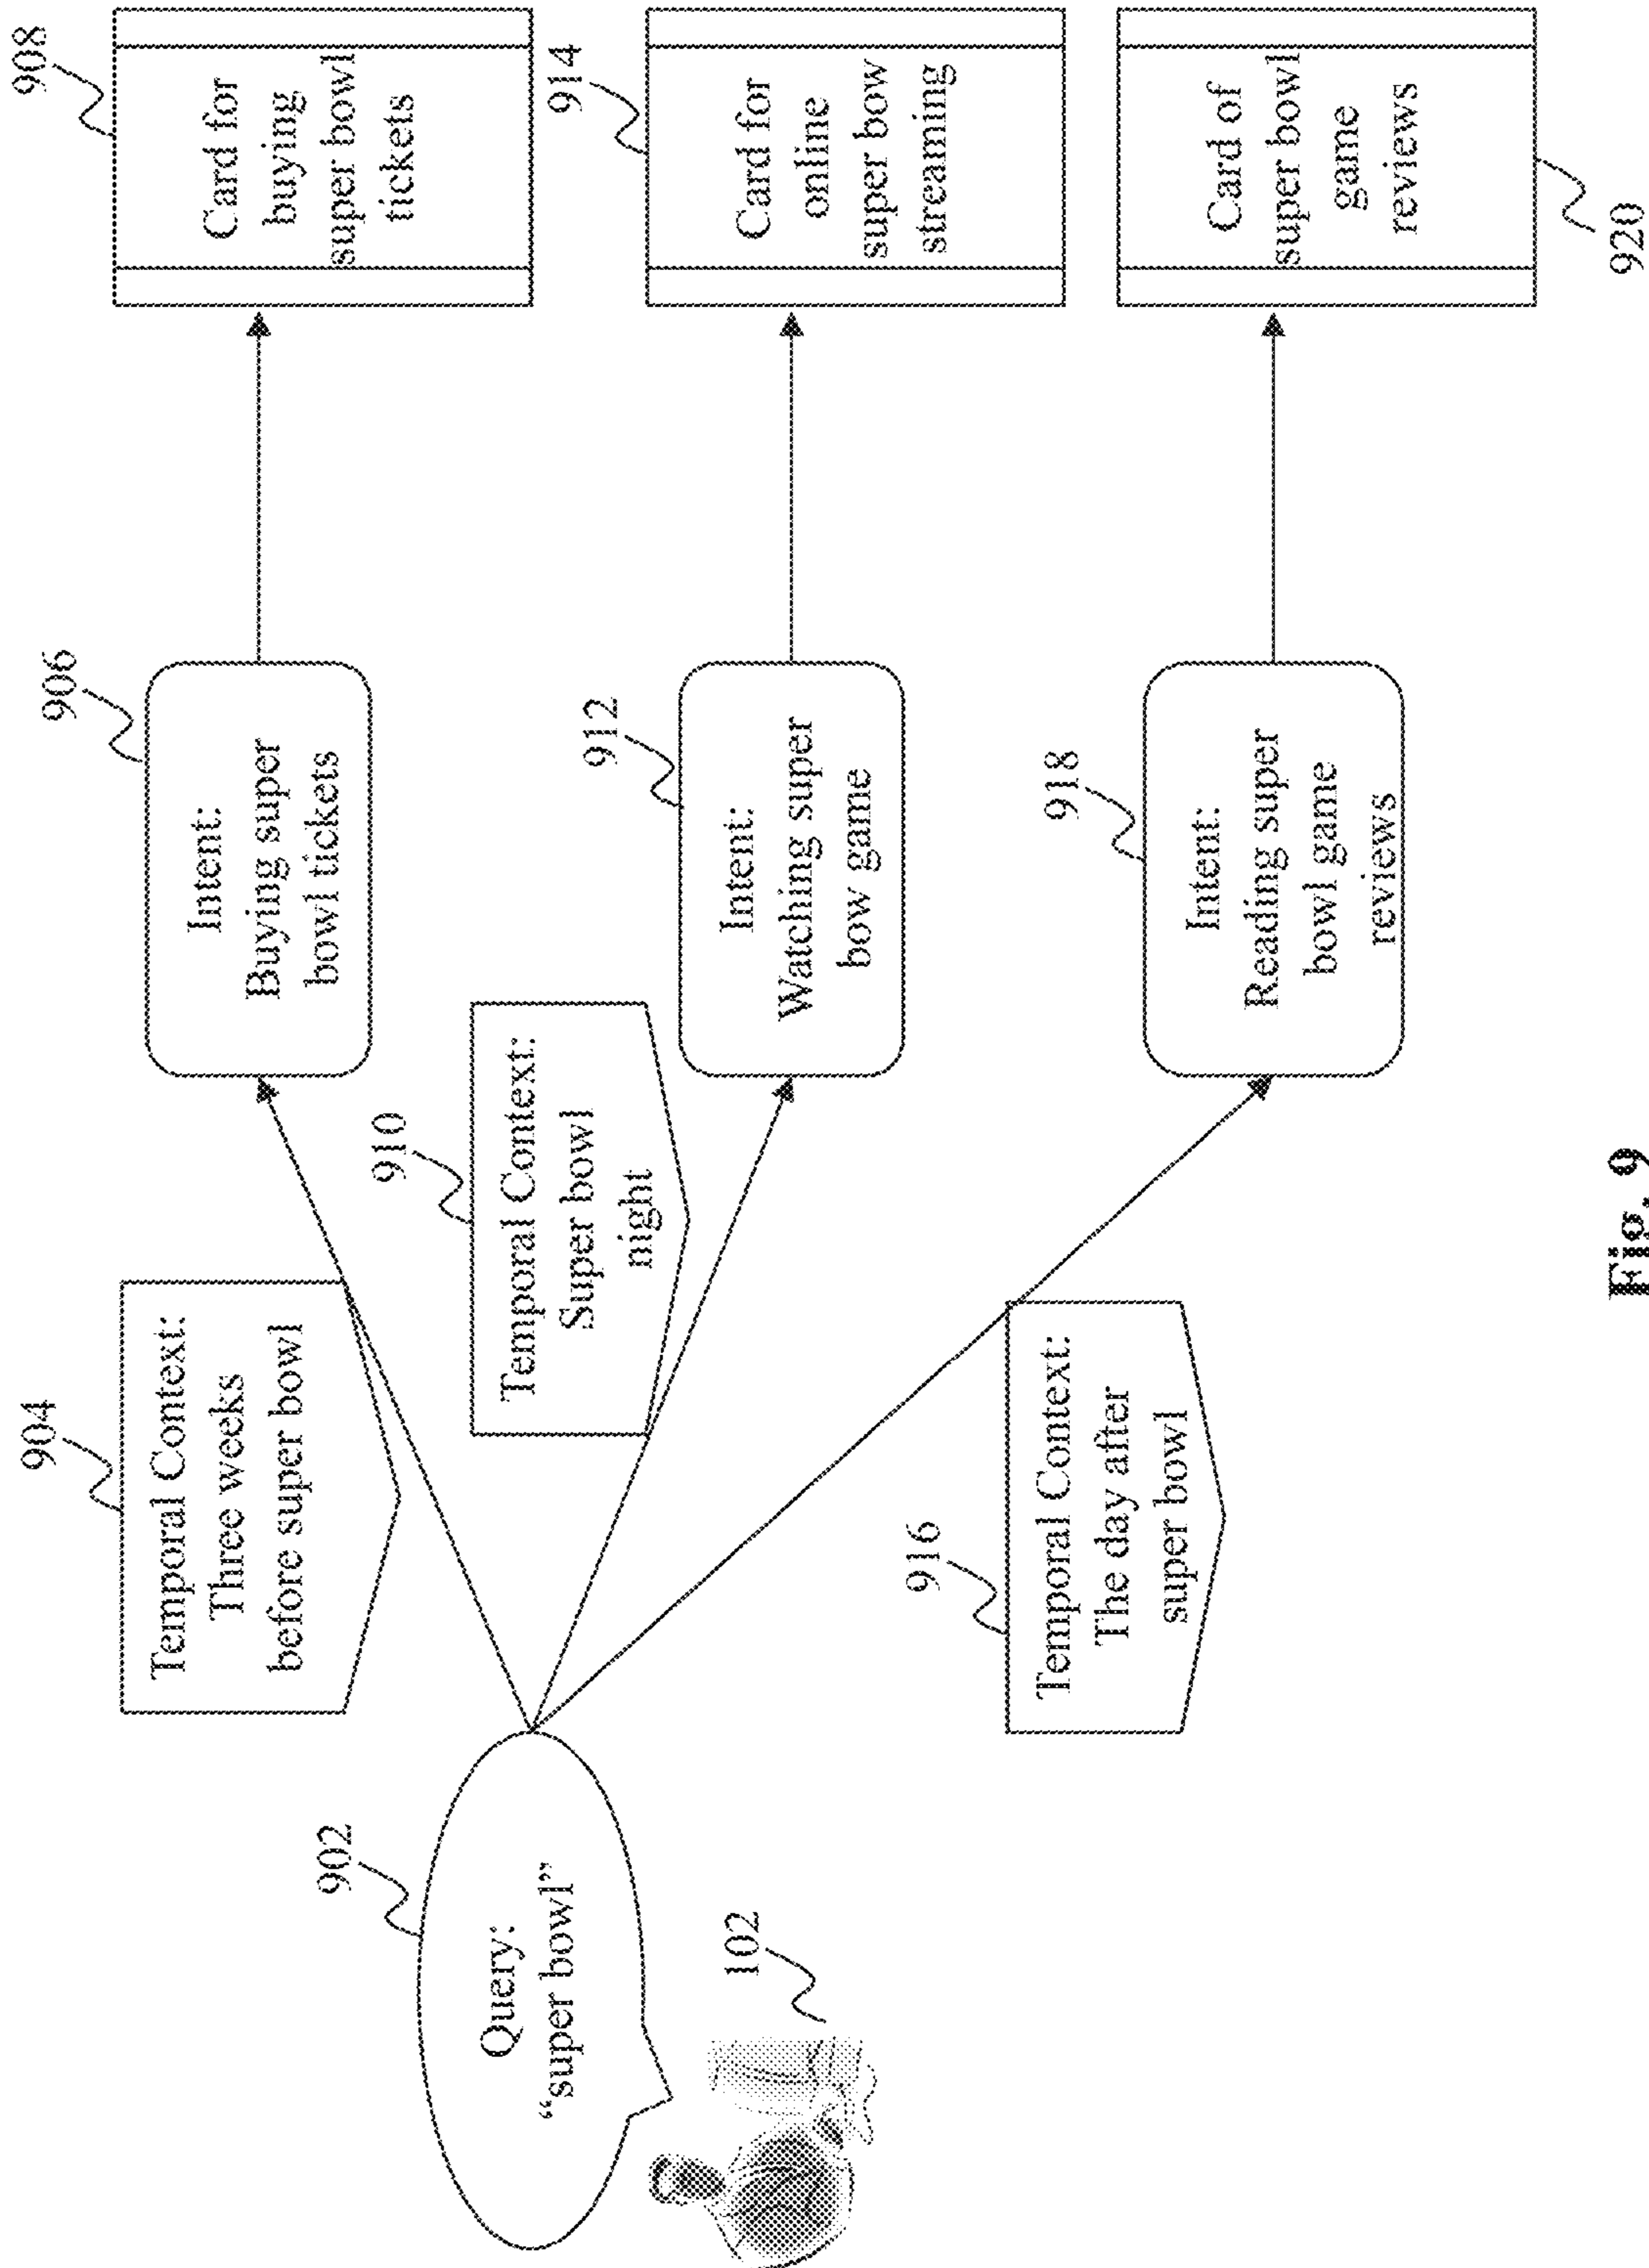 904
Temporal Context:
Three weeks
before super bowl
906
Intent:
Buying super
bowl tickets
908
Card for
buying
super bowl
tickets
902
Query:
“super bowl”
102
910
Temporal Context:
Super bowl
night
912
Intent:
Watching super
bow game
914
Card for
online
super bow
streaming
916
Temporal Context:
The day after
super bowl
918
Intent:
Reading super
bowl game
reviews
Card of
super bowl
game
reviews
920
Fig. 9